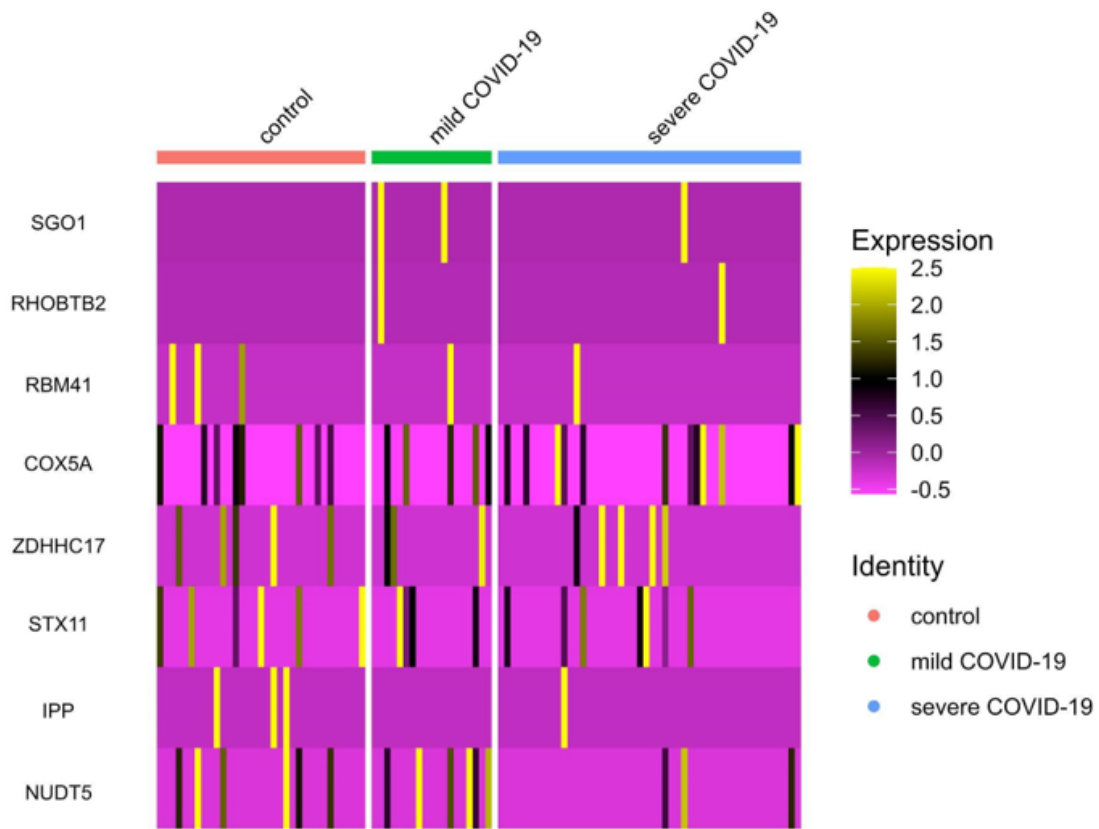 control
mild COVID-19
severe COVID-19
SGO1
RHOBTB2
RBM41
COX5A
ZDHHC17
STX11
IPP
NUDT5
Expression
2.5
2.0
1.5
1.0
0.5
0.0
-0.5
Identity
control
mild COVID-19
severe COVID-19